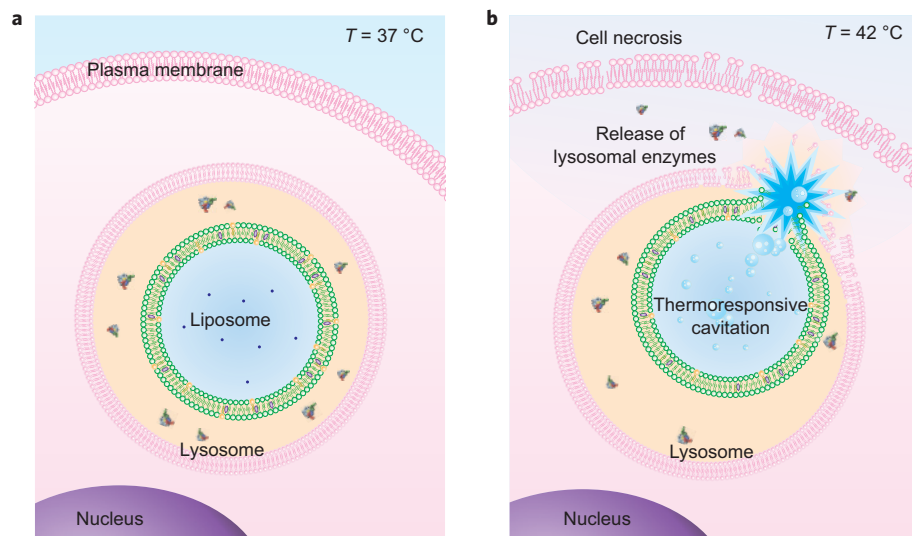 a
T = 37 °C
Plasma membrane
Liposome
Lysosome
Nucleus
b
T = 42 °C
Cell necrosis
Release of
lysosomal enzymes
Thermoresponsive
cavitation
Lysosome
Nucleus